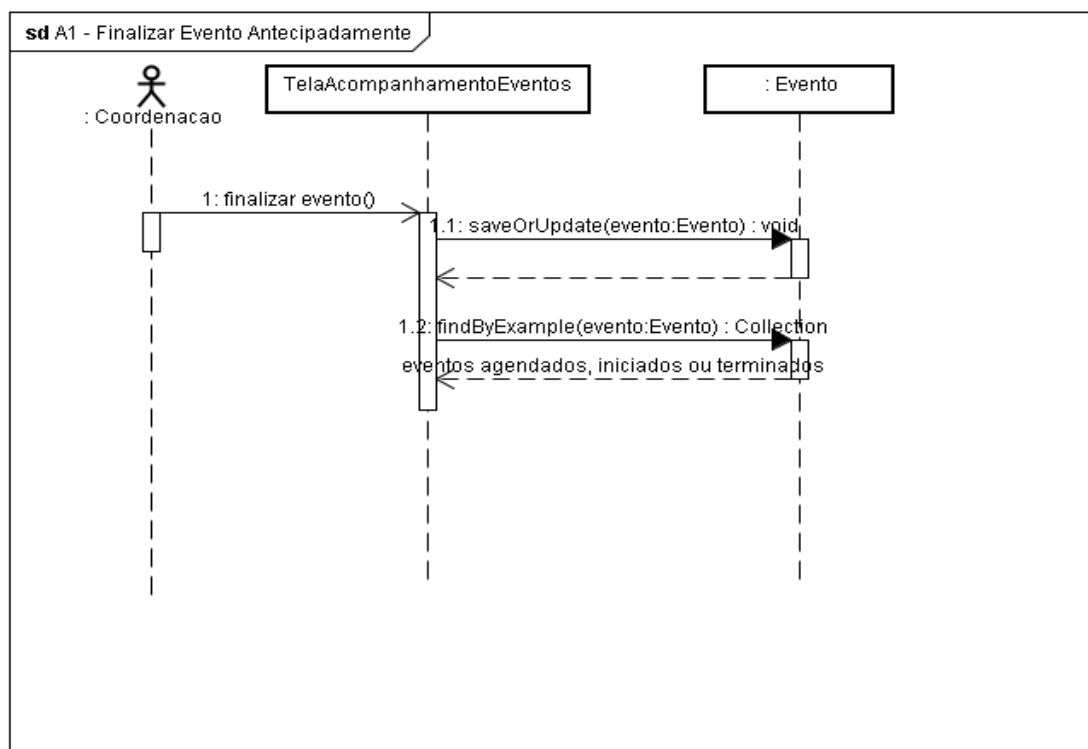 sd A1 - Finalizar Evento Antecipadamente
: Coordenacao
TelaAcompanhamentoEventos
: Evento
1: finalizar evento()
1.1: saveOrUpdate(evento:Evento) : void
1.2: findByExample(evento:Evento) : Collection
eventos agendados, iniciados ou terminados